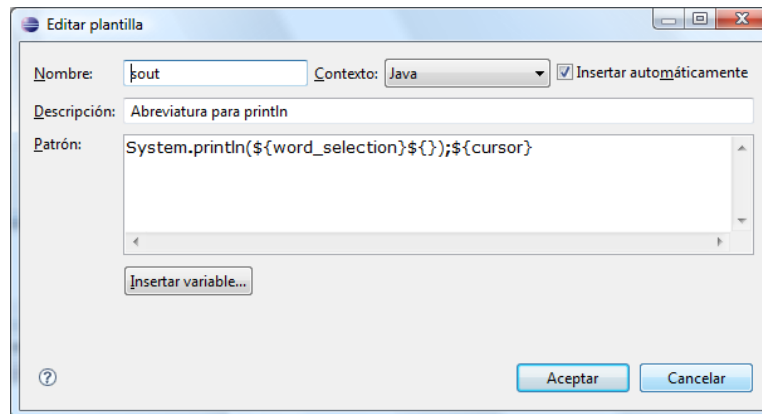 Editar plantilla
Nombre: sout Contexto: Java Insertar automáticamente
Descripción: Abreviatura para println
Patrón: System.println(${word_selection}${});${cursor}
Insertar variable...
Aceptar Cancelar